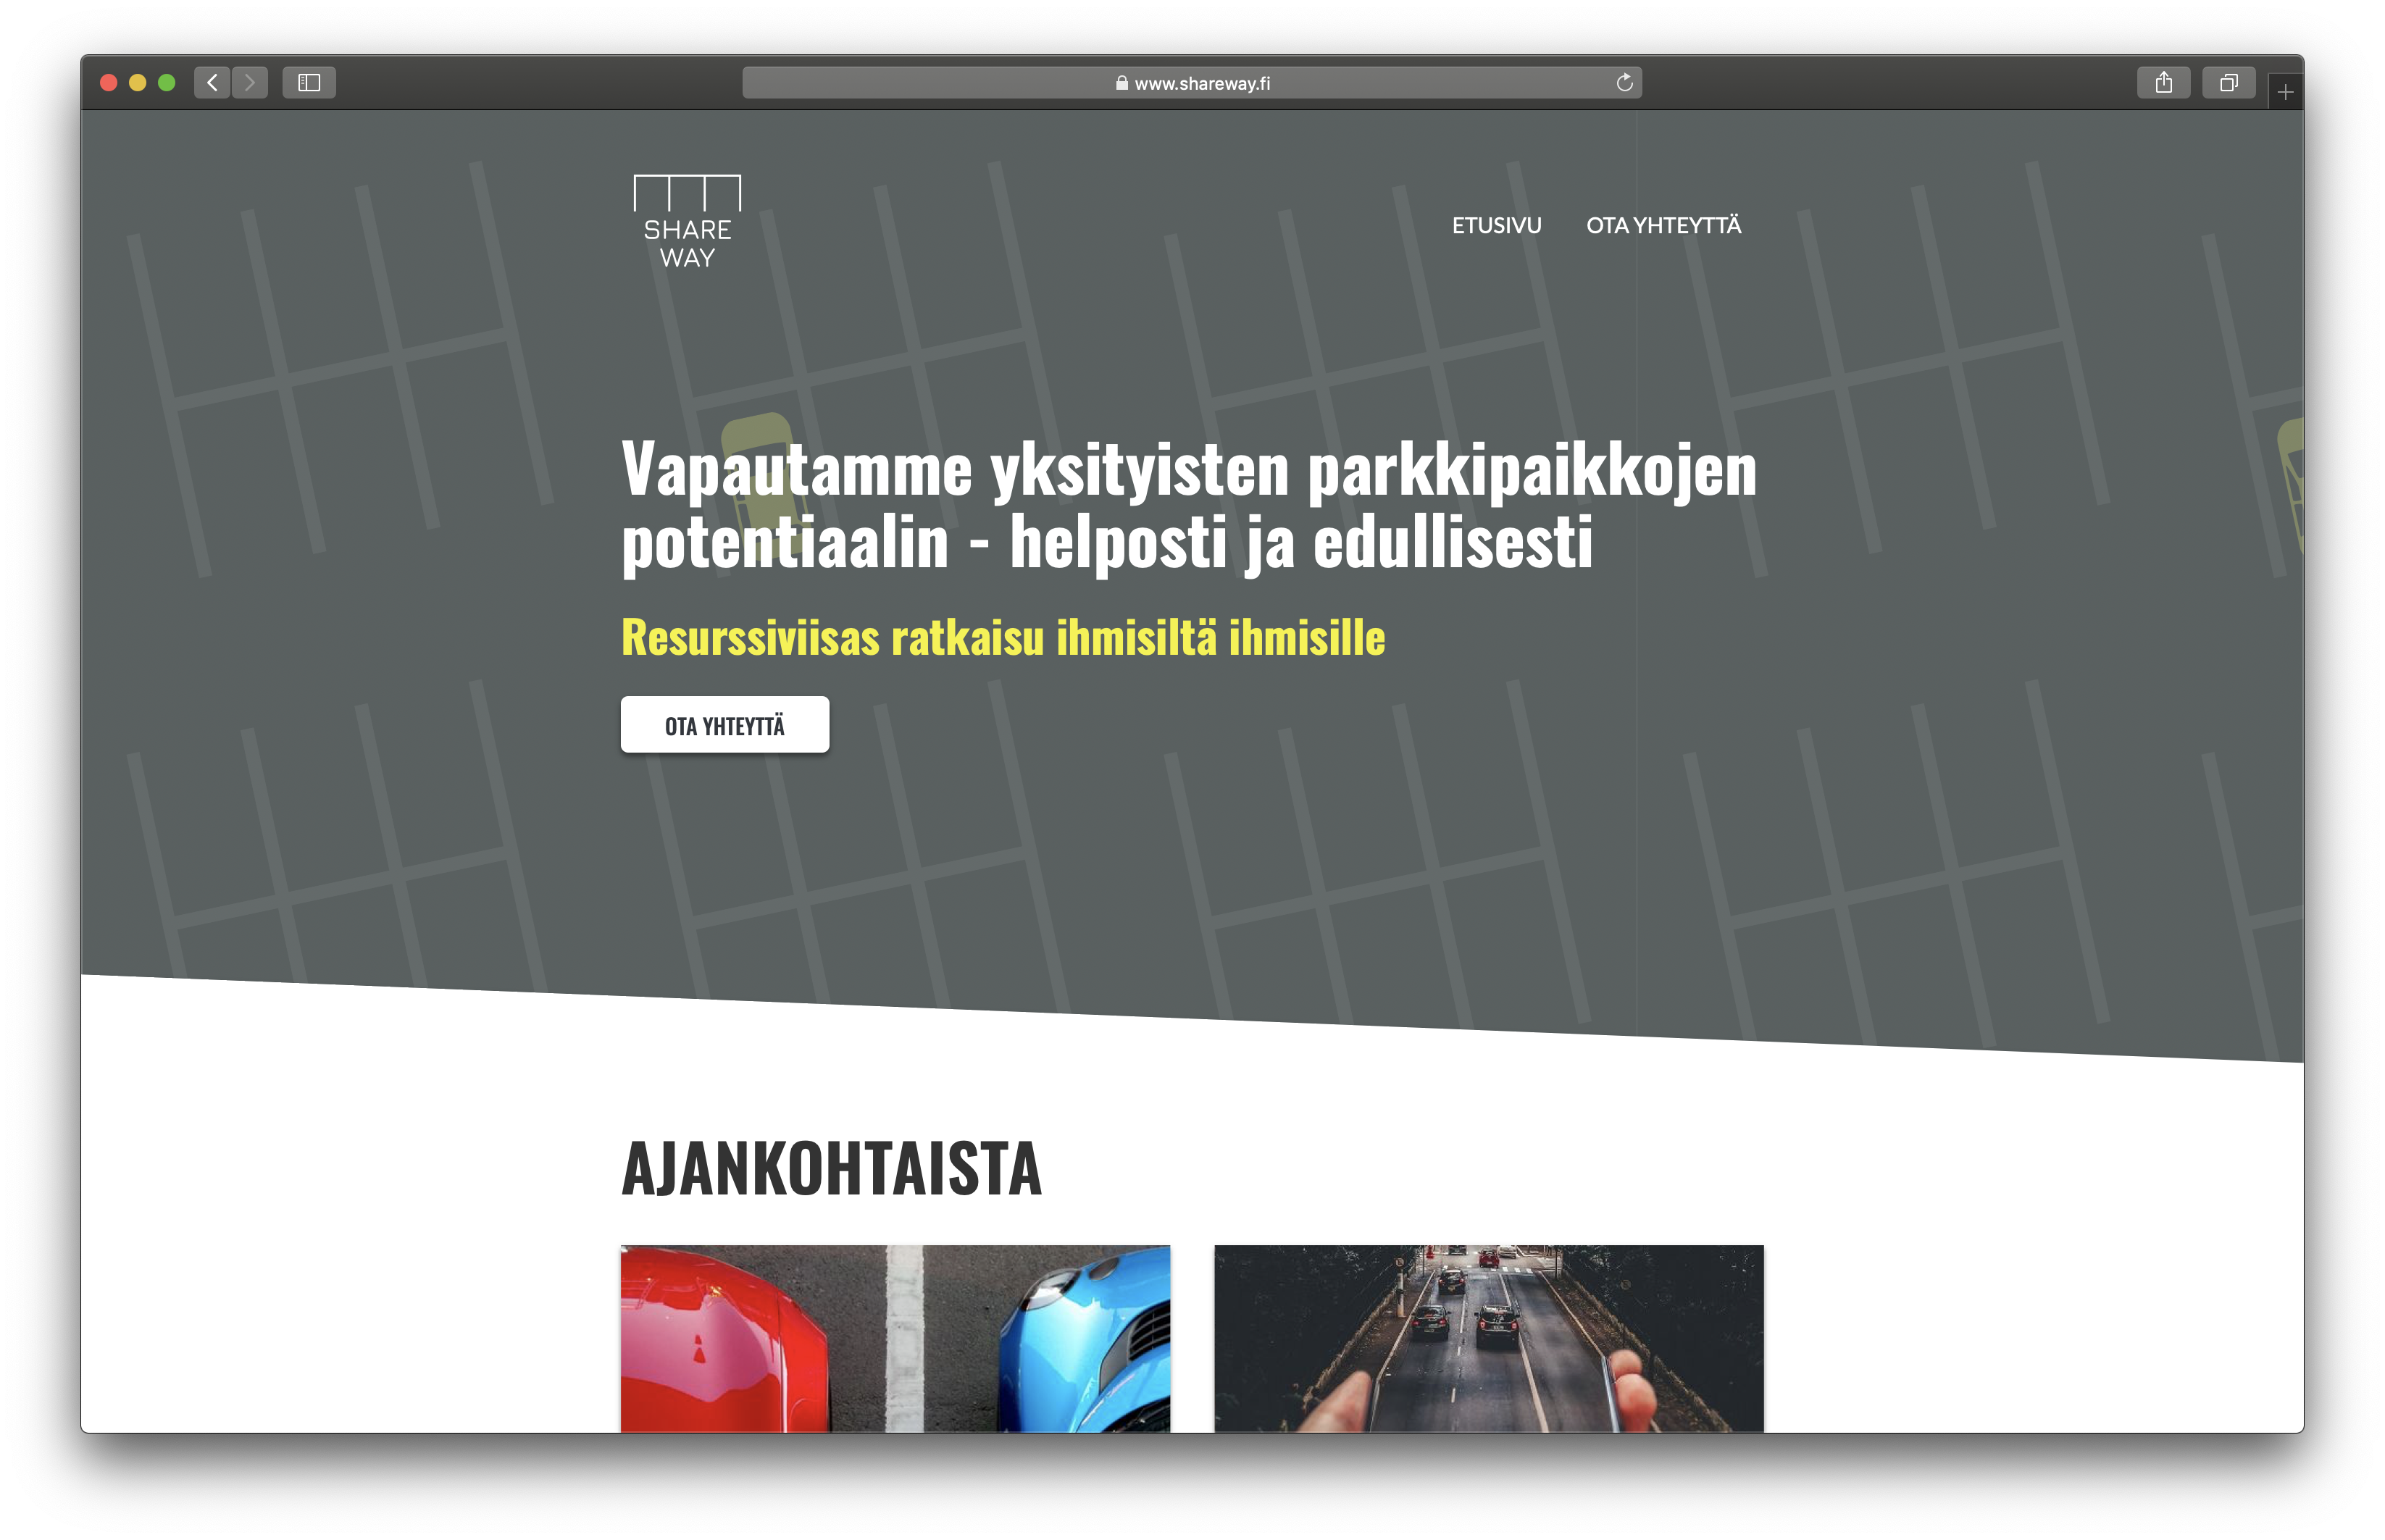 www.shareway.fi
SHARE
WAY
ETUSIVU
OTA YHTEYTTÄ
Vapautamme yksityisten parkkipaikkojen
potentiaalin - helposti ja edullisesti
Resurssiviisas ratkaisu ihmisiltä ihmisille
OTA YHTEYTTÄ
AJANKOHTAISTA